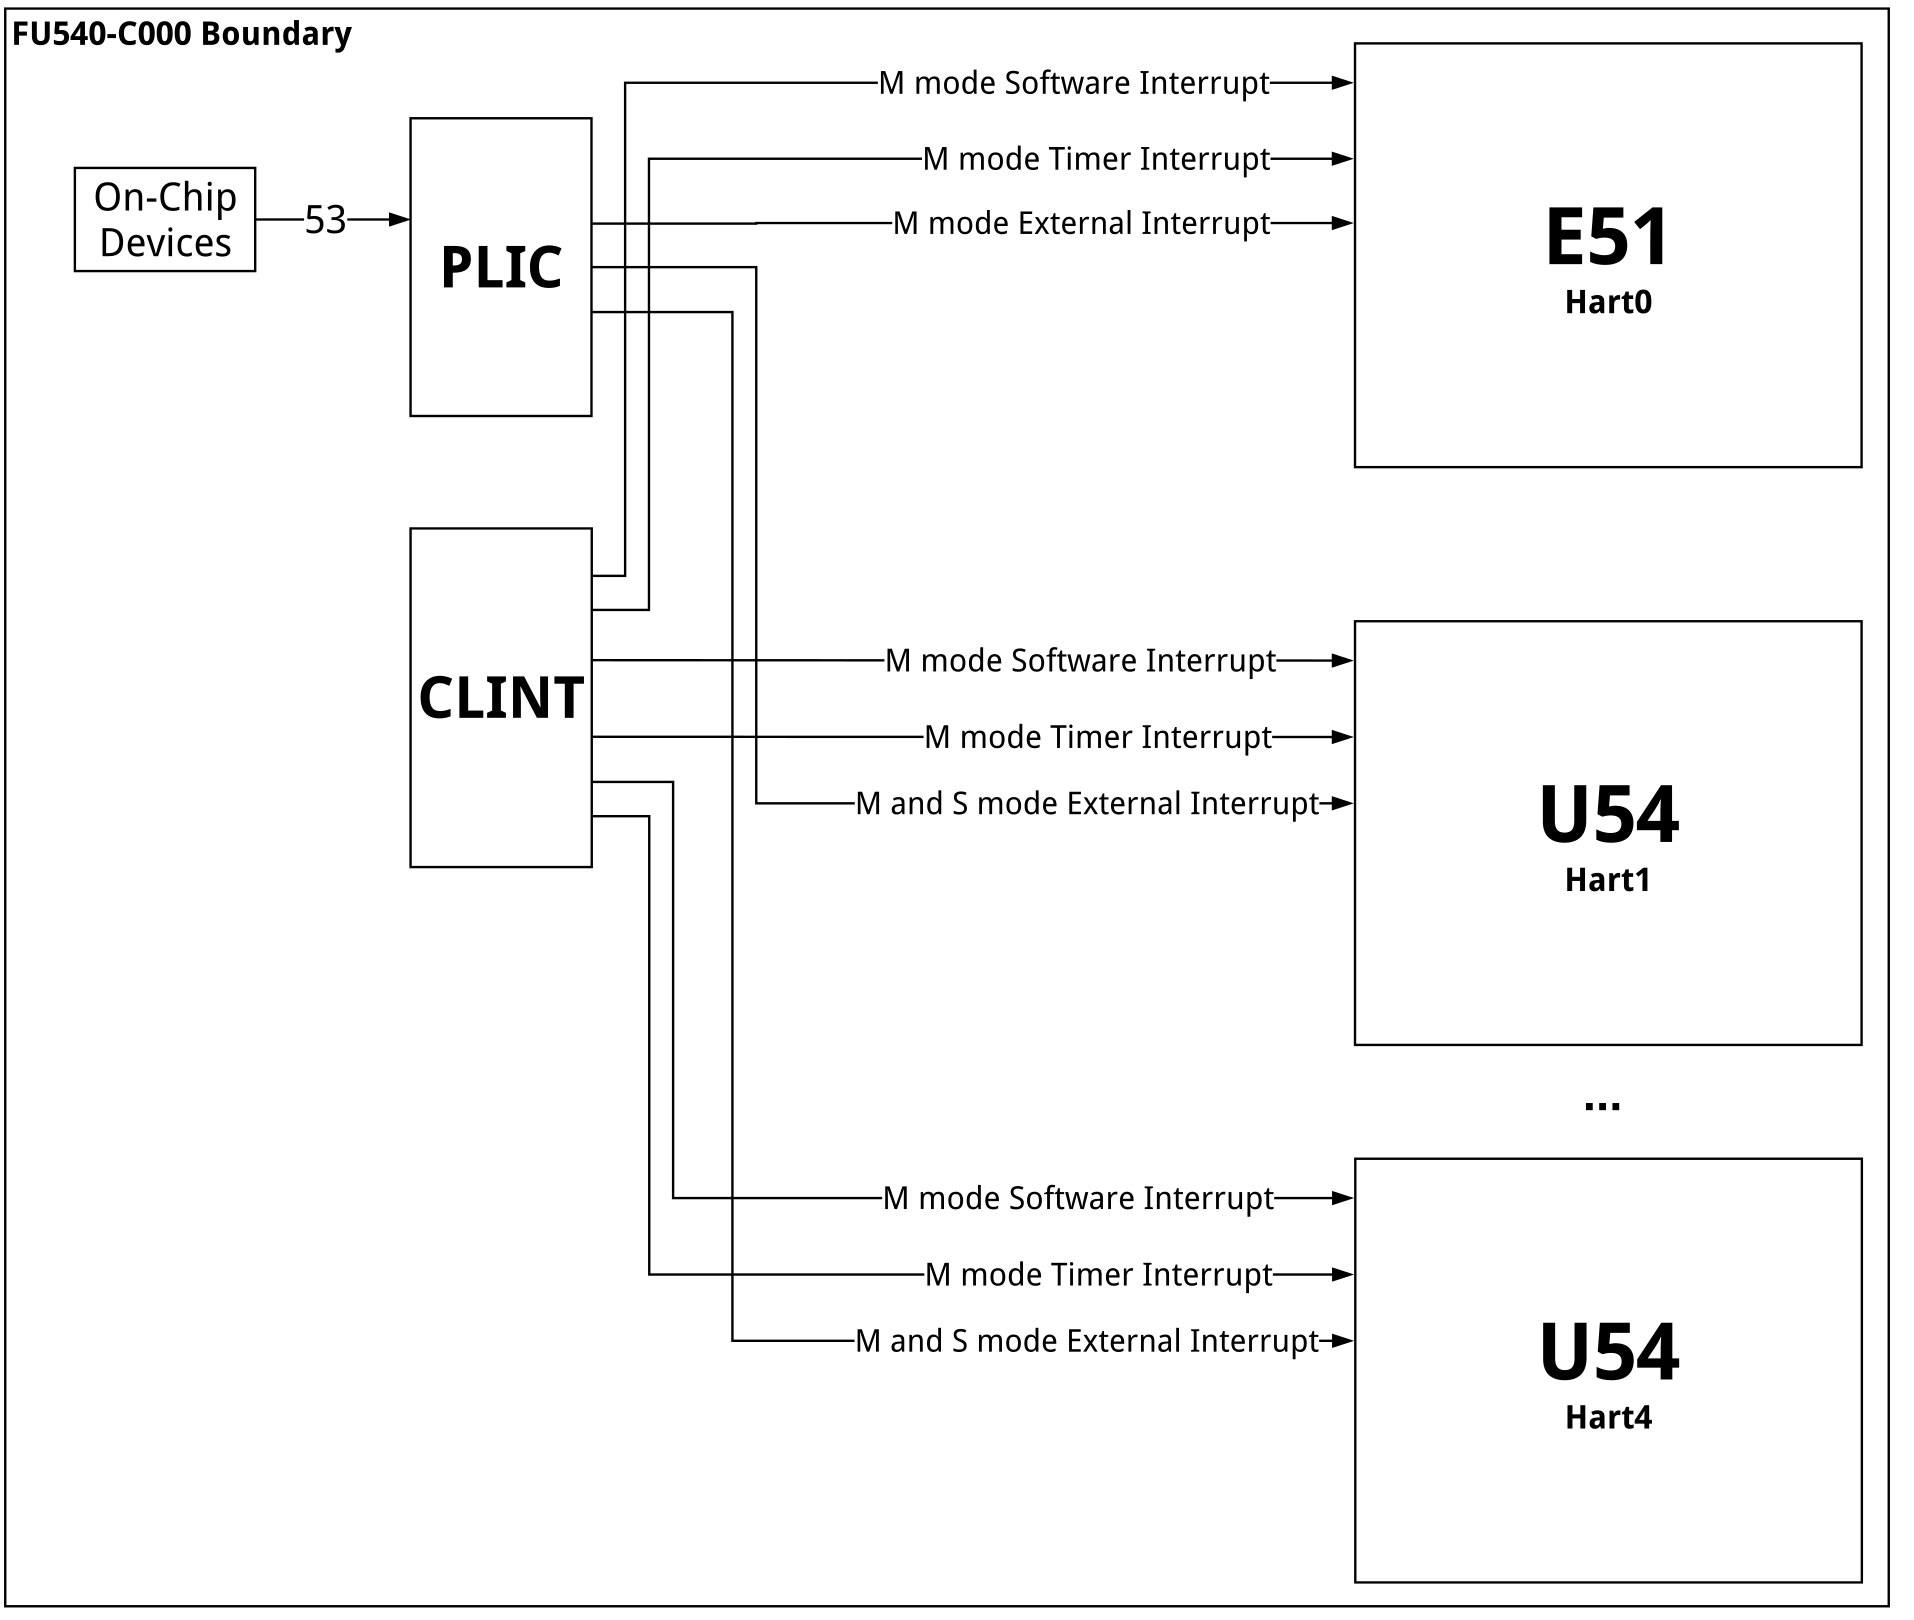 FU540-C000 Boundary
On-Chip
Devices
53
PLIC
CLINT
M mode Software Interrupt
M mode Timer Interrupt
M mode External Interrupt
E51
Hart0
M mode Software Interrupt
M mode Timer Interrupt
M and S mode External Interrupt
U54
Hart1
...
M mode Software Interrupt
M mode Timer Interrupt
M and S mode External Interrupt
U54
Hart4